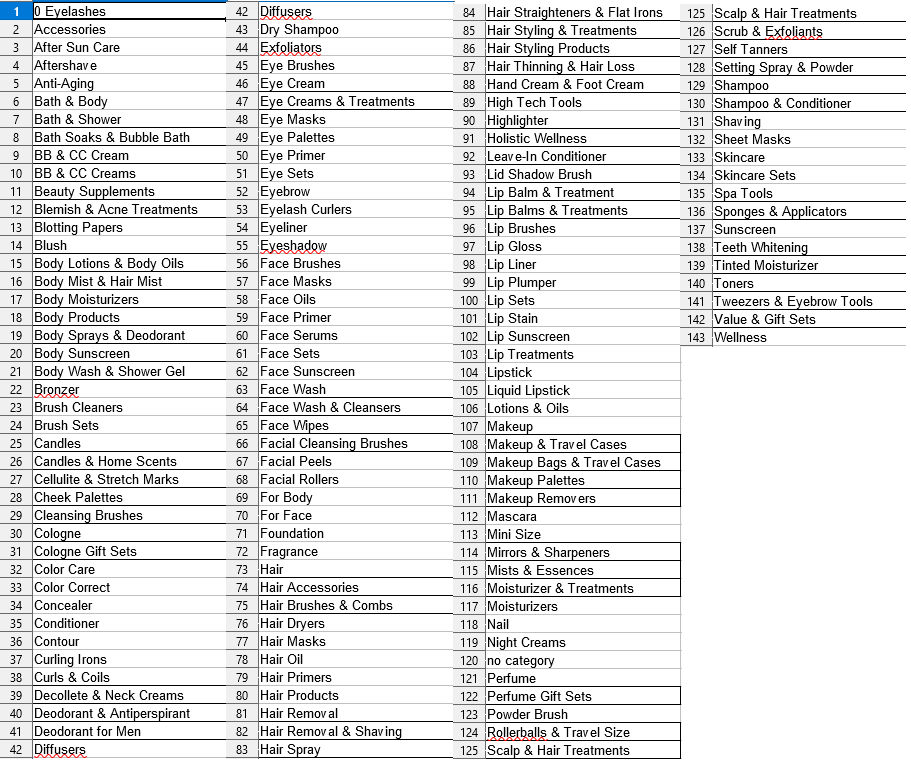 1 0 Eyelashes
2 Accessories
3 After Sun Care
4 Aftershave
5 Anti-Aging
6 Bath & Body
7 Bath & Shower
8 Bath Soaks & Bubble Bath
9 BB & CC Cream
10 BB & CC Creams
11 Beauty Supplements
12 Blemish & Acne Treatments
13 Blotting Papers
14 Blush
15 Body Lotions & Body Oils
16 Body Mist & Hair Mist
17 Body Moisturizers
18 Body Products
19 Body Sprays & Deodorant
20 Body Sunscreen
21 Body Wash & Shower Gel
22 Bronzer
23 Brush Cleaners
24 Brush Sets
25 Candles
26 Candles & Home Scents
27 Cellulite & Stretch Marks
28 Cheek Palettes
29 Cleansing Brushes
30 Cologne
31 Cologne Gift Sets
32 Color Care
33 Color Correct
34 Concealer
35 Conditioner
36 Contour
37 Curling Irons
38 Curls & Coils
39 Decollete & Neck Creams
40 Deodorant & Antiperspirant
41 Deodorant for Men
42 Diffusers
42 Diffusers
43 Dry Shampoo
44 Exfoliators
45 Eye Brushes
46 Eye Cream
47 Eye Creams & Treatments
48 Eye Masks
49 Eye Palettes
50 Eye Primer
51 Eye Sets
52 Eyebrow
53 Eyelash Curlers
54 Eyeliner
55 Eyeshadow
56 Face Brushes
57 Face Masks
58 Face Oils
59 Face Primer
60 Face Serums
61 Face Sets
62 Face Sunscreen
63 Face Wash
64 Face Wash & Cleansers
65 Face Wipes
66 Facial Cleansing Brushes
67 Facial Peels
68 Facial Rollers
69 For Body
70 For Face
71 Foundation
72 Fragrance
73 Hair
74 Hair Accessories
75 Hair Brushes & Combs
76 Hair Dryers
77 Hair Masks
78 Hair Oil
79 Hair Primers
80 Hair Products
81 Hair Removal
82 Hair Removal & Shaving
83 Hair Spray
84 Hair Straighteners & Flat Irons
85 Hair Styling & Treatments
86 Hair Styling Products
87 Hair Thinning & Hair Loss
88 Hand Cream & Foot Cream
89 High Tech Tools
90 Highlighter
91 Holistic Wellness
92 Leave-In Conditioner
93 Lid Shadow Brush
94 Lip Balm & Treatment
95 Lip Balms & Treatments
96 Lip Brushes
97 Lip Gloss
98 Lip Liner
99 Lip Plumper
100 Lip Sets
101 Lip Stain
102 Lip Sunscreen
103 Lip Treatments
104 Lipstick
105 Liquid Lipstick
106 Lotions & Oils
107 Makeup
108 Makeup & Travel Cases
109 Makeup Bags & Travel Cases
110 Makeup Palettes
111 Makeup Removers
112 Mascara
113 Mini Size
114 Mirrors & Sharpeners
115 Mists & Essences
116 Moisturizer & Treatments
117 Moisturizers
118 Nail
119 Night Creams
120 no category
121 Perfume
122 Perfume Gift Sets
123 Powder Brush
124 Rollerballs & Travel Size
125 Scalp & Hair Treatments
125 Scalp & Hair Treatments
126 Scrub & Exfoliants
127 Self Tanners
128 Setting Spray & Powder
129 Shampoo
130 Shampoo & Conditioner
131 Shaving
132 Sheet Masks
133 Skincare
134 Skincare Sets
135 Spa Tools
136 Sponges & Applicators
137 Sunscreen
138 Teeth Whitening
139 Tinted Moisturizer
140 Toners
141 Tweezers & Eyebrow Tools
142 Value & Gift Sets
143 Wellness